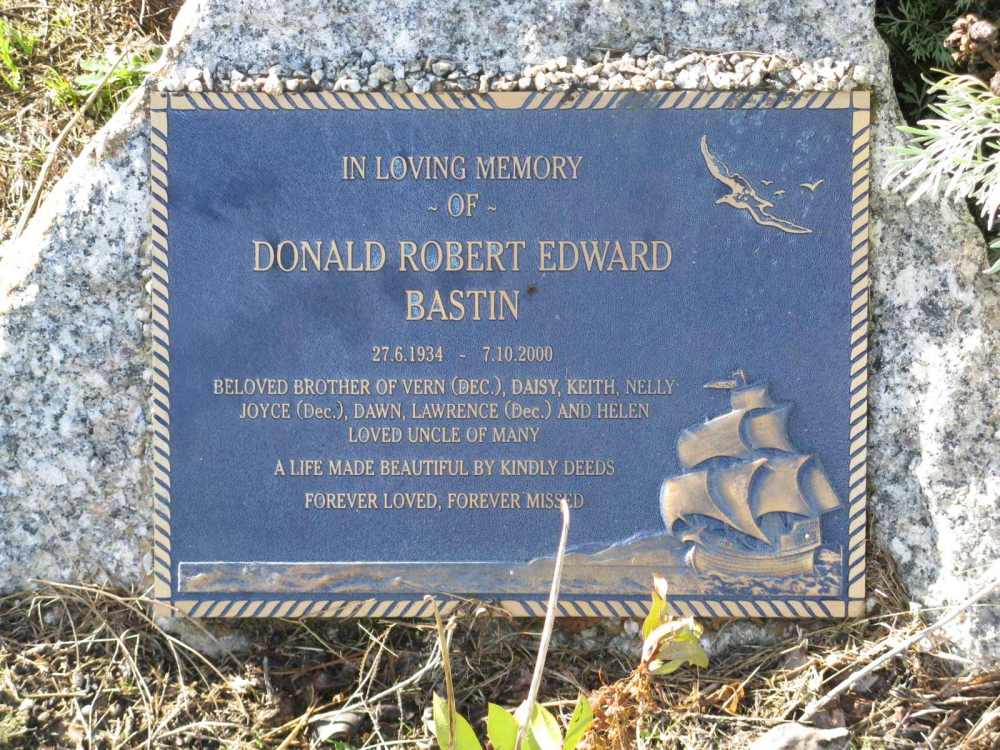 IN LOVING MEMORY
~ OF ~
DONALD ROBERT EDWARD
BASTIN
27.6.1934 - 7.10.2000
BELOVED BROTHER OF VERN (DEC.), DAISY, KEITH, NELLY
JOYCE (Dec.), DAWN, LAWRENCE (Dec.) AND HELEN
LOVED UNCLE OF MANY
A LIFE MADE BEAUTIFUL BY KINDLY DEEDS
FOREVER LOVED, FOREVER MISSED